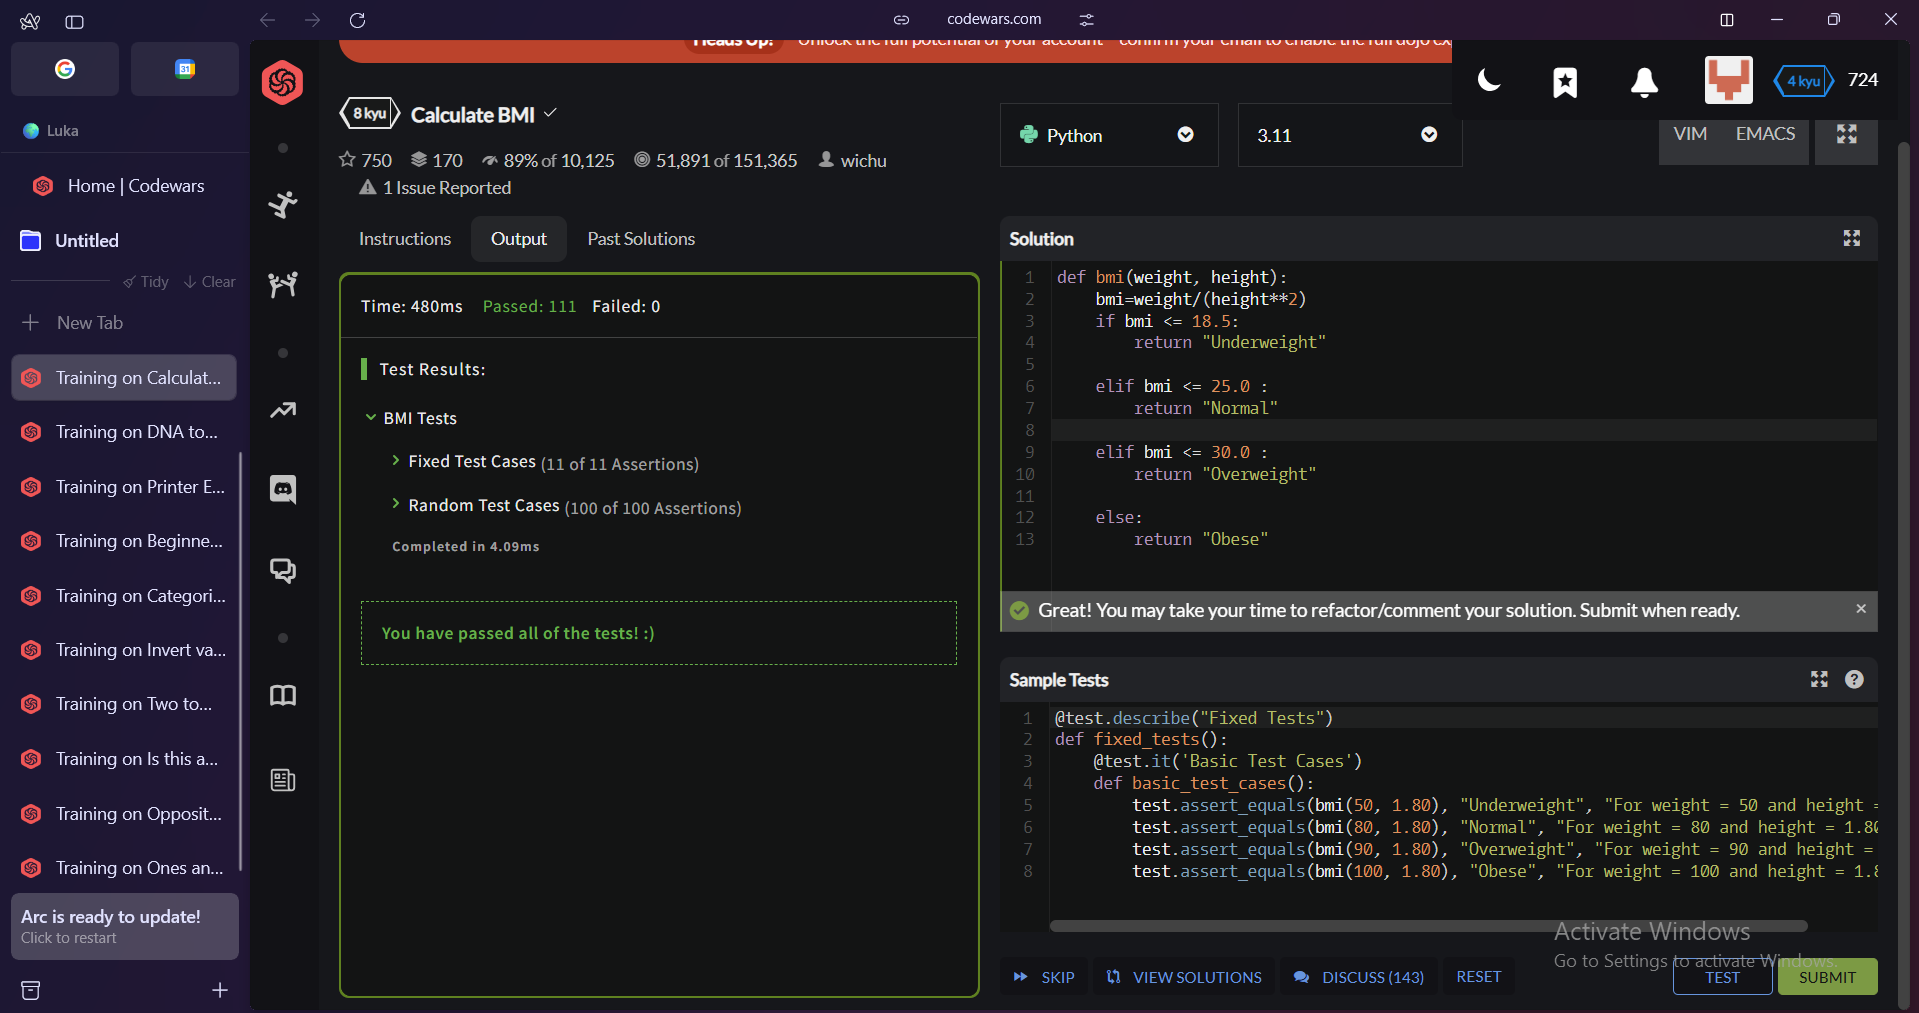 codewars.com
Luka
Home | Codewars
Untitled
Tidy
Clear
New Tab
Training on Calculat...
Training on DNA to...
Training on Printer E...
Training on Beginne...
Training on Categori...
Training on Invert va...
Training on Two to...
Training on Is this a...
Training on Opposit...
Training on Ones an...
Arc is ready to update!
Click to restart
31
Heads Up!
Unlock the full potential of your account
confirm your email to enable the full dojo ex
4 kyu
724
8 kyu
Calculate BMI
750
170
89% of 10,125
51,891 of 151,365
wichu
1 Issue Reported
Python
3.11
VIM
EMACS
Instructions
Output
Past Solutions
Time: 480ms Passed: 111 Failed: 0
Test Results:
BMI Tests
Fixed Test Cases (11 of 11 Assertions)
Random Test Cases (100 of 100 Assertions)
Completed in 4.09ms
You have passed all of the tests! :)
Solution
1 def bmi(weight, height):
2     bmi=weight/(height**2)
3     if bmi <= 18.5:
4         return "Underweight"
5
6     elif bmi <= 25.0 :
7         return "Normal"
8
9     elif bmi <= 30.0 :
10         return "Overweight"
11
12     else:
13         return "Obese"
Great! You may take your time to refactor/comment your solution. Submit when ready.
Sample Tests
1 @test.describe("Fixed Tests")
2 def fixed_tests():
3     @test.it('Basic Test Cases')
4     def basic_test_cases():
5         test.assert_equals(bmi(50, 1.80), "Underweight", "For weight = 50 and height =
6         test.assert_equals(bmi(80, 1.80), "Normal", "For weight = 80 and height = 1.80
7         test.assert_equals(bmi(90, 1.80), "Overweight", "For weight = 90 and height =
8         test.assert_equals(bmi(100, 1.80), "Obese", "For weight = 100 and height = 1.8
Activate Windows
Go to Settings to activate Windows.
SKIP
VIEW SOLUTIONS
DISCUSS (143)
RESET
TEST
SUBMIT